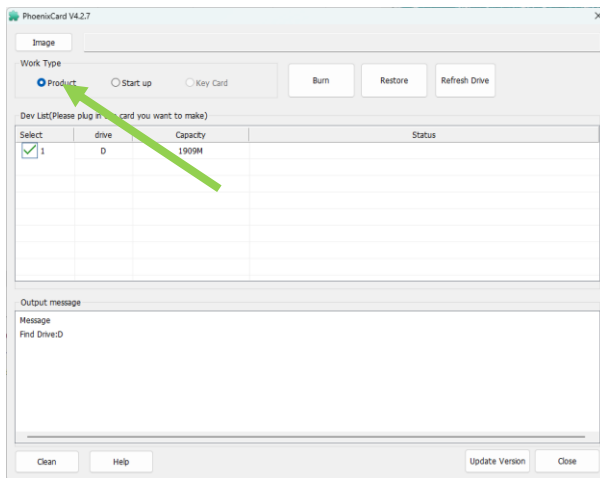 PhoenixCard V4.2.7
Image
Work Type
Product Start up Key Card Burn Restore Refresh Drive
Dev List(Please plug in card you want to make)
Select drive Capacity Status
1 D 1909M
Output message
Message
Find Drive:D
Clean Help Update Version Close